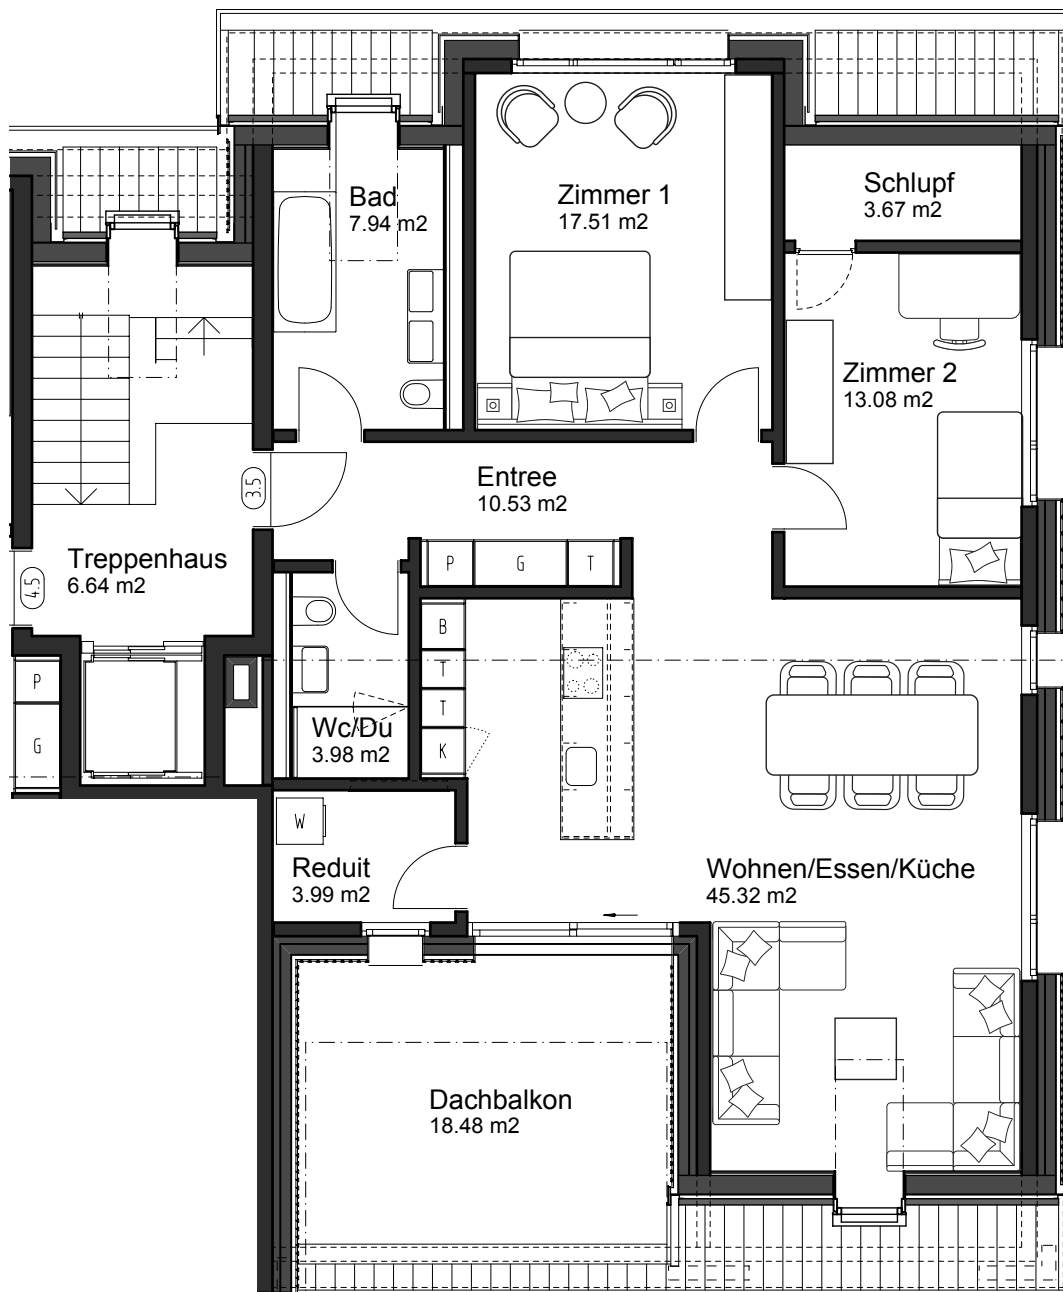 Bad
7.94 m2
Zimmer 1
17.51 m2
Schlupf
3.67 m2
Zimmer 2
13.08 m2
Entree
10.53 m2
3.5
Treppenhaus
6.64 m2
4.5
P
G
T
B
T
T
K
P
G
Wc/Du
3.98 m2
W
Reduit
3.99 m2
Wohnen/Essen/Küche
45.32 m2
Dachbalkon
18.48 m2